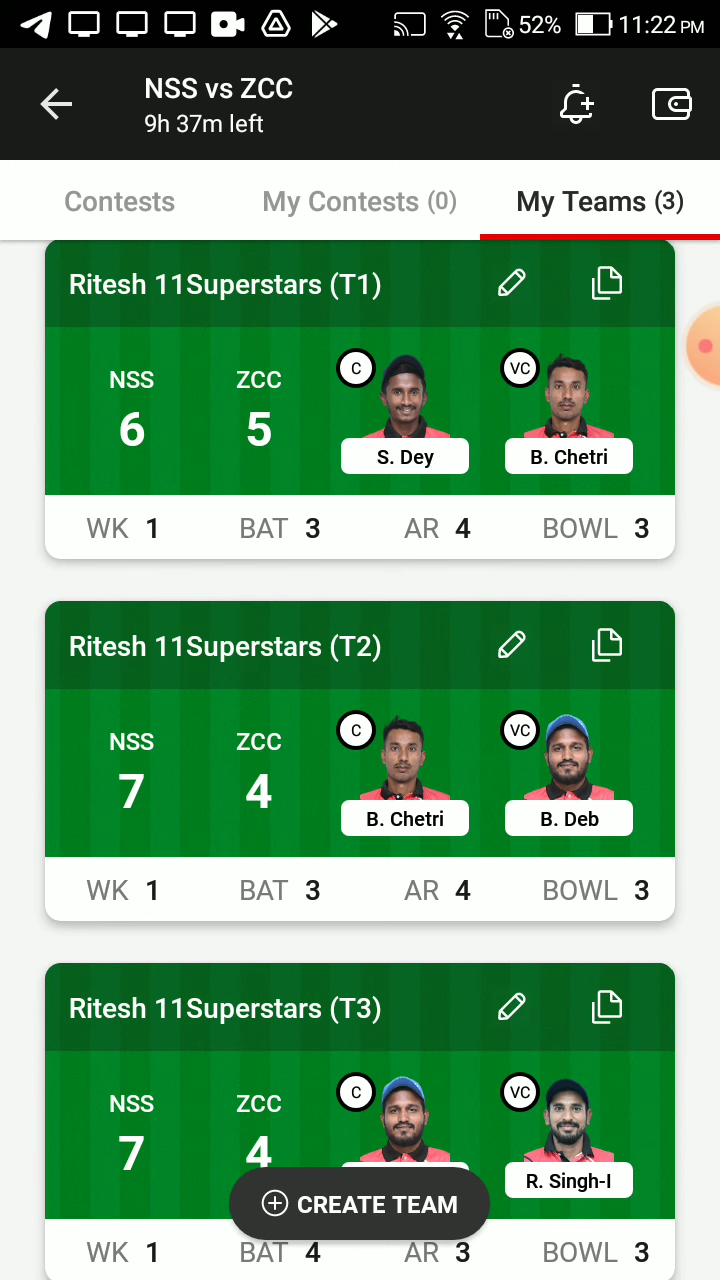 52% 11:22 PM
NSS vs ZCC
9h 37m left
Contests My Contests (0) My Teams (3)
Ritesh 11Superstars (T1)
NSS ZCC C VC
6 5
S. Dey B. Chetri
WK 1 BAT 3 AR 4 BOWL 3
Ritesh 11Superstars (T2)
NSS ZCC C VC
7 4
B. Chetri B. Deb
WK 1 BAT 3 AR 4 BOWL 3
Ritesh 11Superstars (T3)
NSS ZCC C VC
7 4
R. Singh-I
CREATE TEAM
WK 1 BAT 4 AR 3 BOWL 3